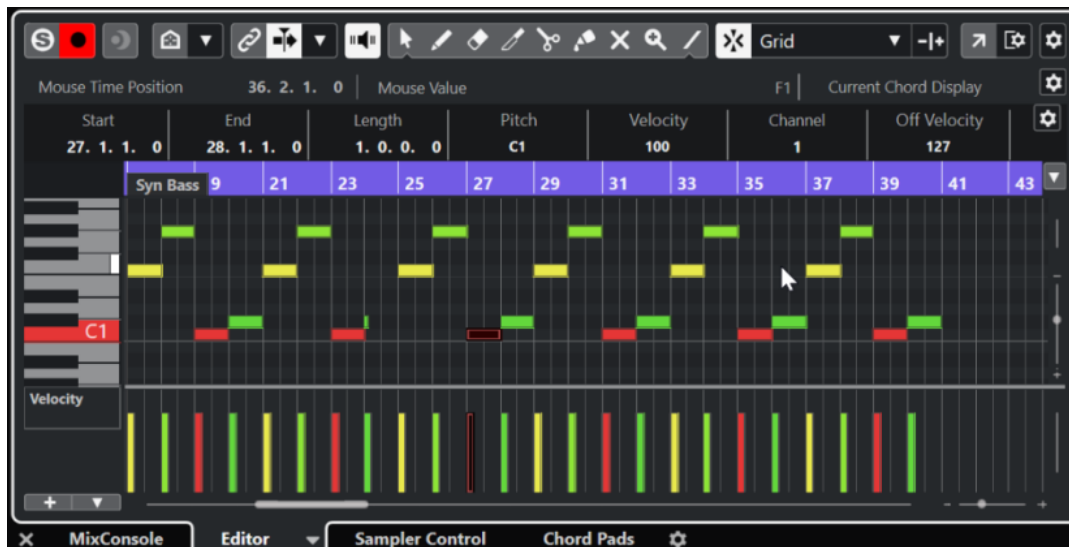 S Grid
Mouse Time Position 36. 2. 1. 0 Mouse Value F1 Current Chord Display
Start End Length Pitch Velocity Channel Off Velocity
27. 1. 1. 0 28. 1. 1. 0 1. 0. 0. 0 C1 100 1 127
Syn Bass 9 21 23 25 27 29 31 33 35 37 39 41 43
C1
Velocity
MixConsole Editor Sampler Control Chord Pads